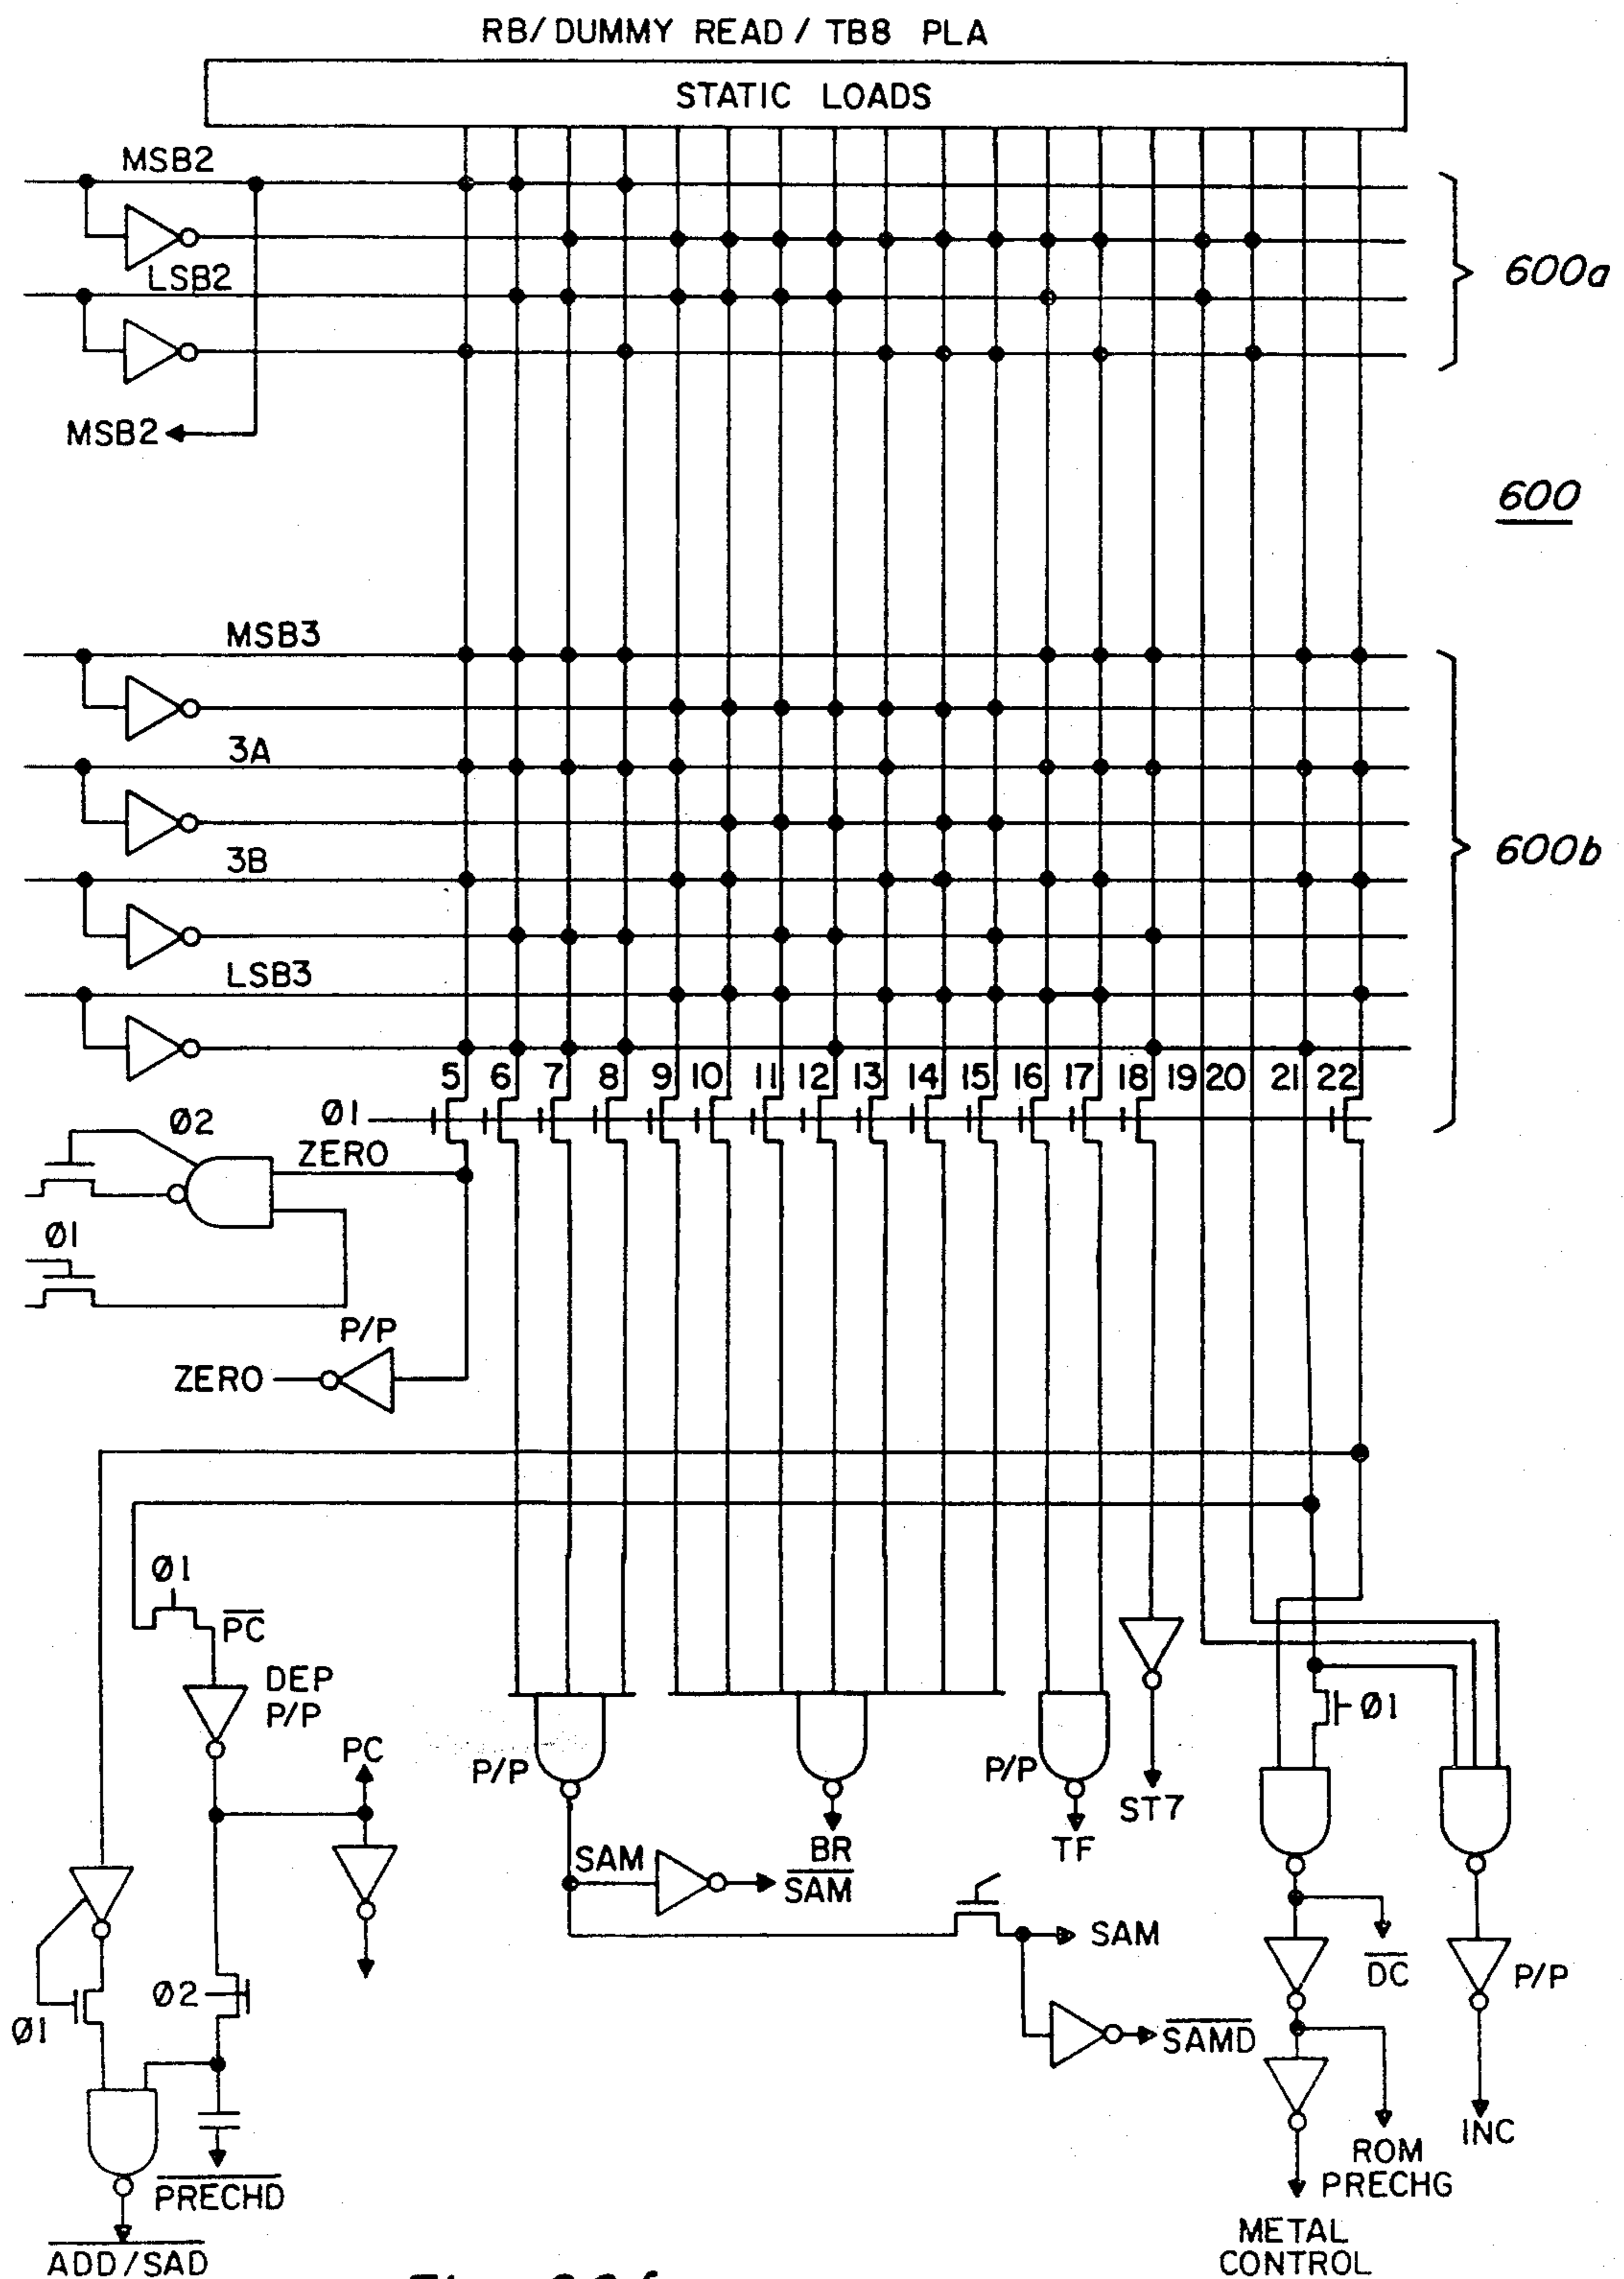 RB/DUMMY READ / TB8 PLA
STATIC LOADS
MSB2
LSB2
600a
MSB2
600
MSB3
3A
3B
600b
LSB3
5 6 7 8 9 10 11 12 13 14 15 16 17 18 19 20 21 22
Ø1
Ø2
ZERO
Ø1
P/P
ZERO
Ø1
PC
DEP
P/P
PC
P/P
P/P
Ø1
ST7
BR
TF
SAM
SAM
SAM
DC
P/P
Ø2
Ø1
SAMD
PRECHD
ROM
PRECHG
INC
ADD/SAD
METAL
CONTROL